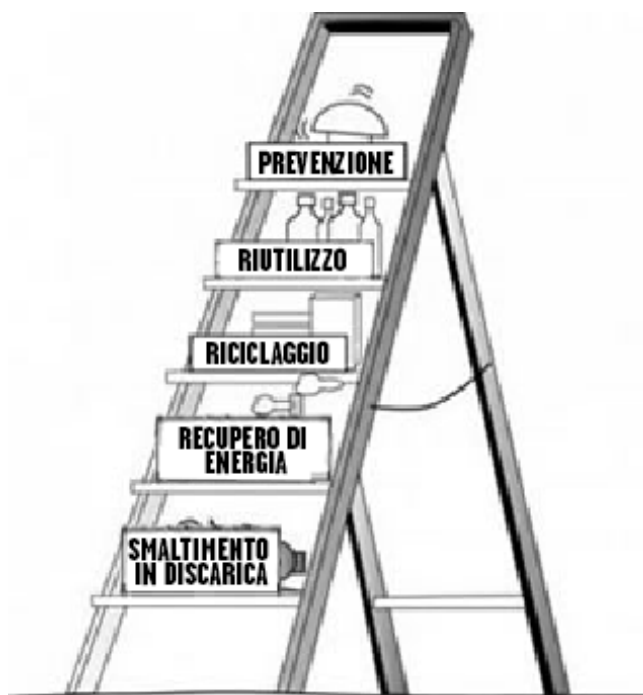 PREVENZIONE
RIUTILIZZO
RICICLAGGIO
RECUPERO DI
ENERGIA
SMALTIMENTO
IN DISCARICA